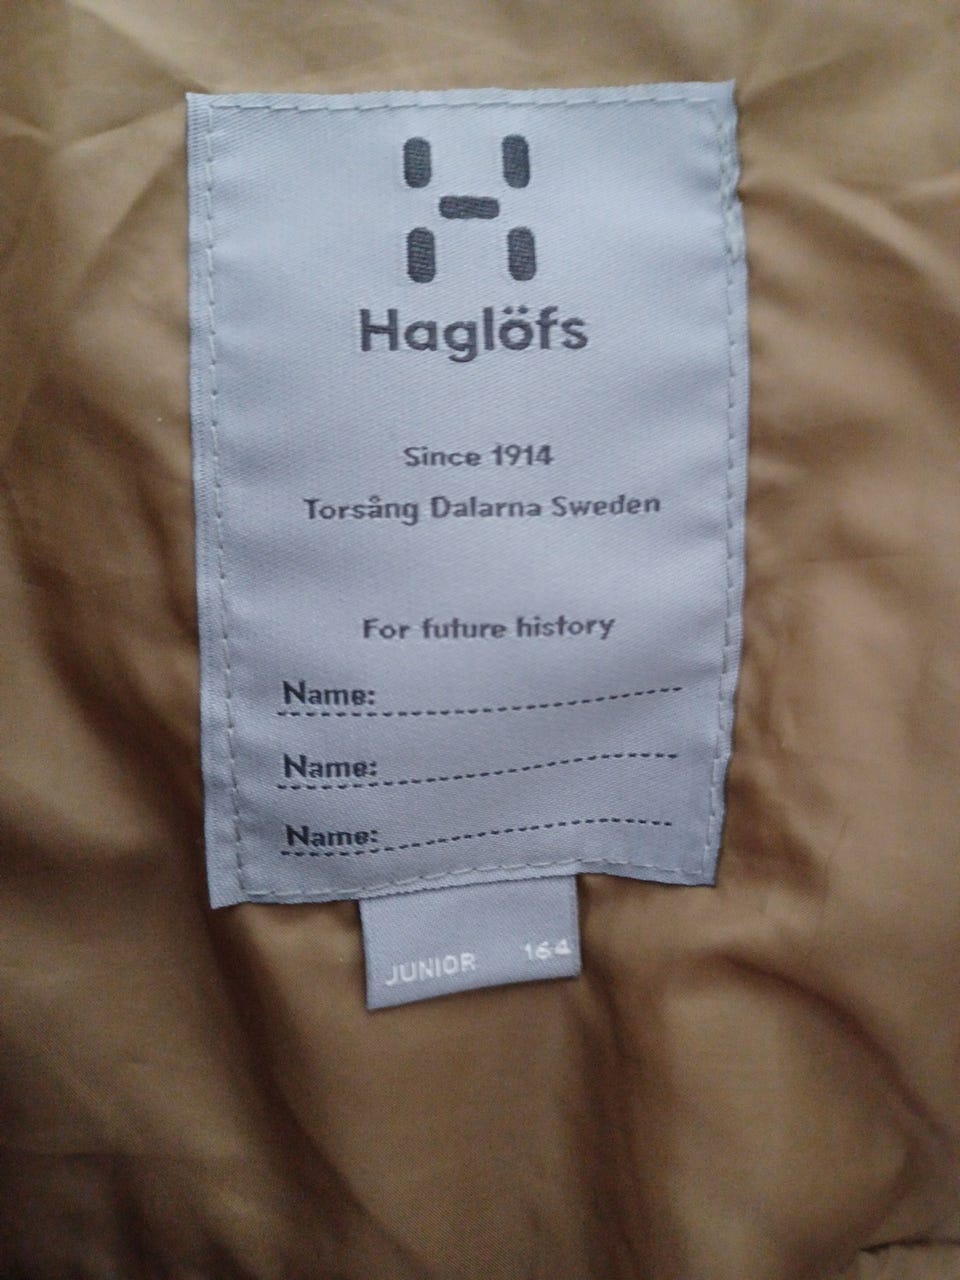 Haglöfs
Since 1914
Torsång Dalarna Sweden
For future history
Name:
Name:
Name:
JUNIOR 164